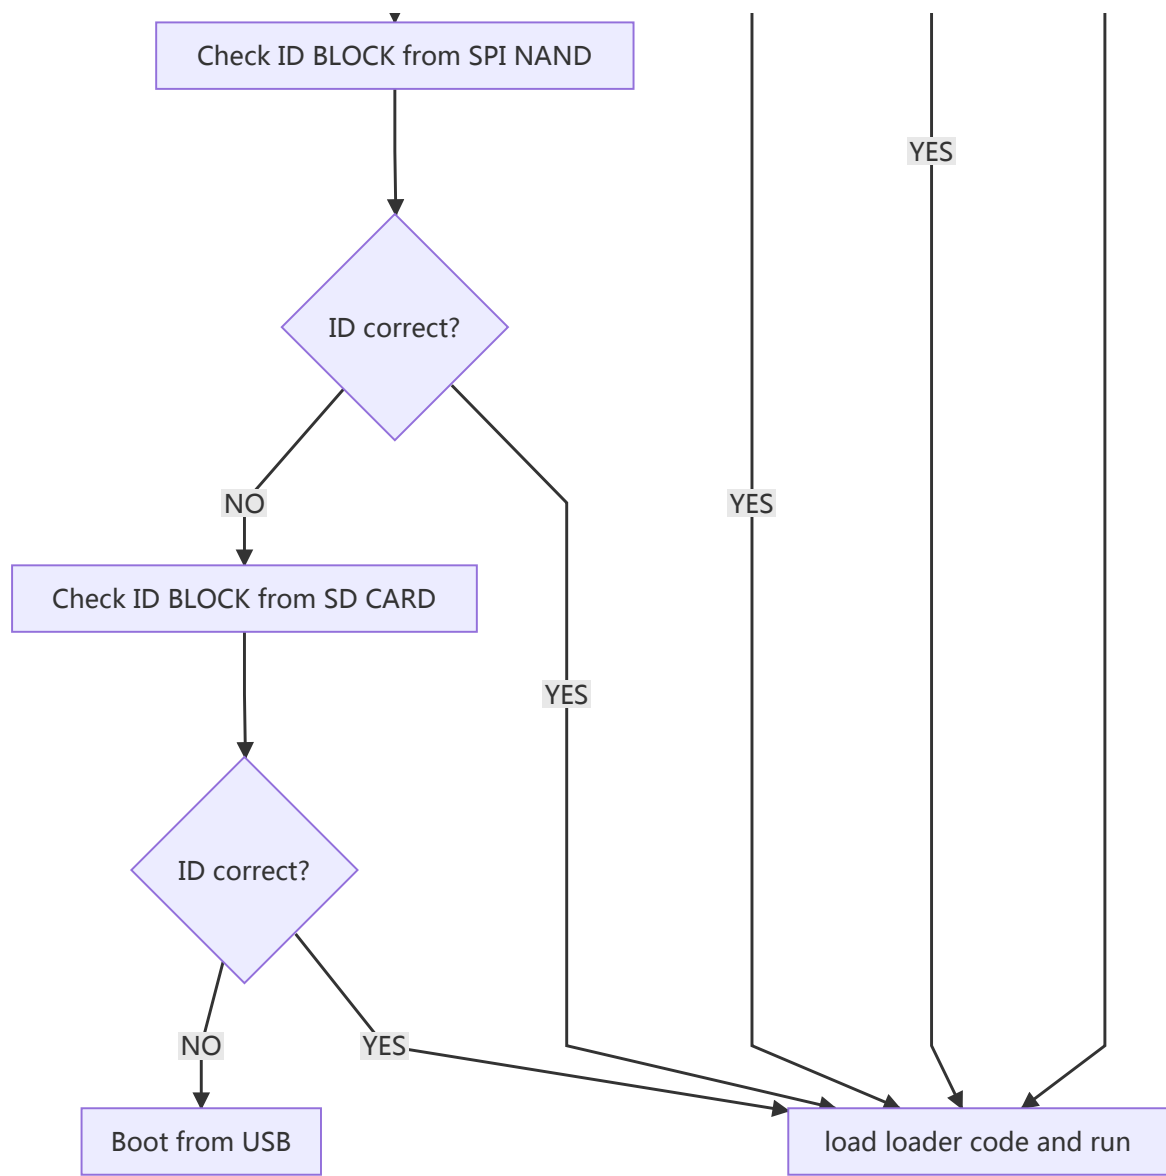 Check ID BLOCK from SPI NAND
YES
ID correct?
NO
YES
Check ID BLOCK from SD CARD
YES
ID correct?
NO
YES
Boot from USB
load loader code and run